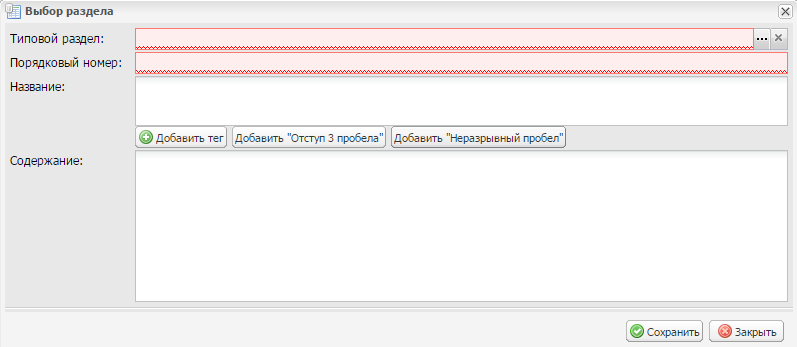 Выбор раздела
Типовой раздел:
Порядковый номер:
Название:
Добавить тег Добавить "Отступ 3 пробела" Добавить "Неразрывный пробел"
Содержание:
Сохранить Закрыть